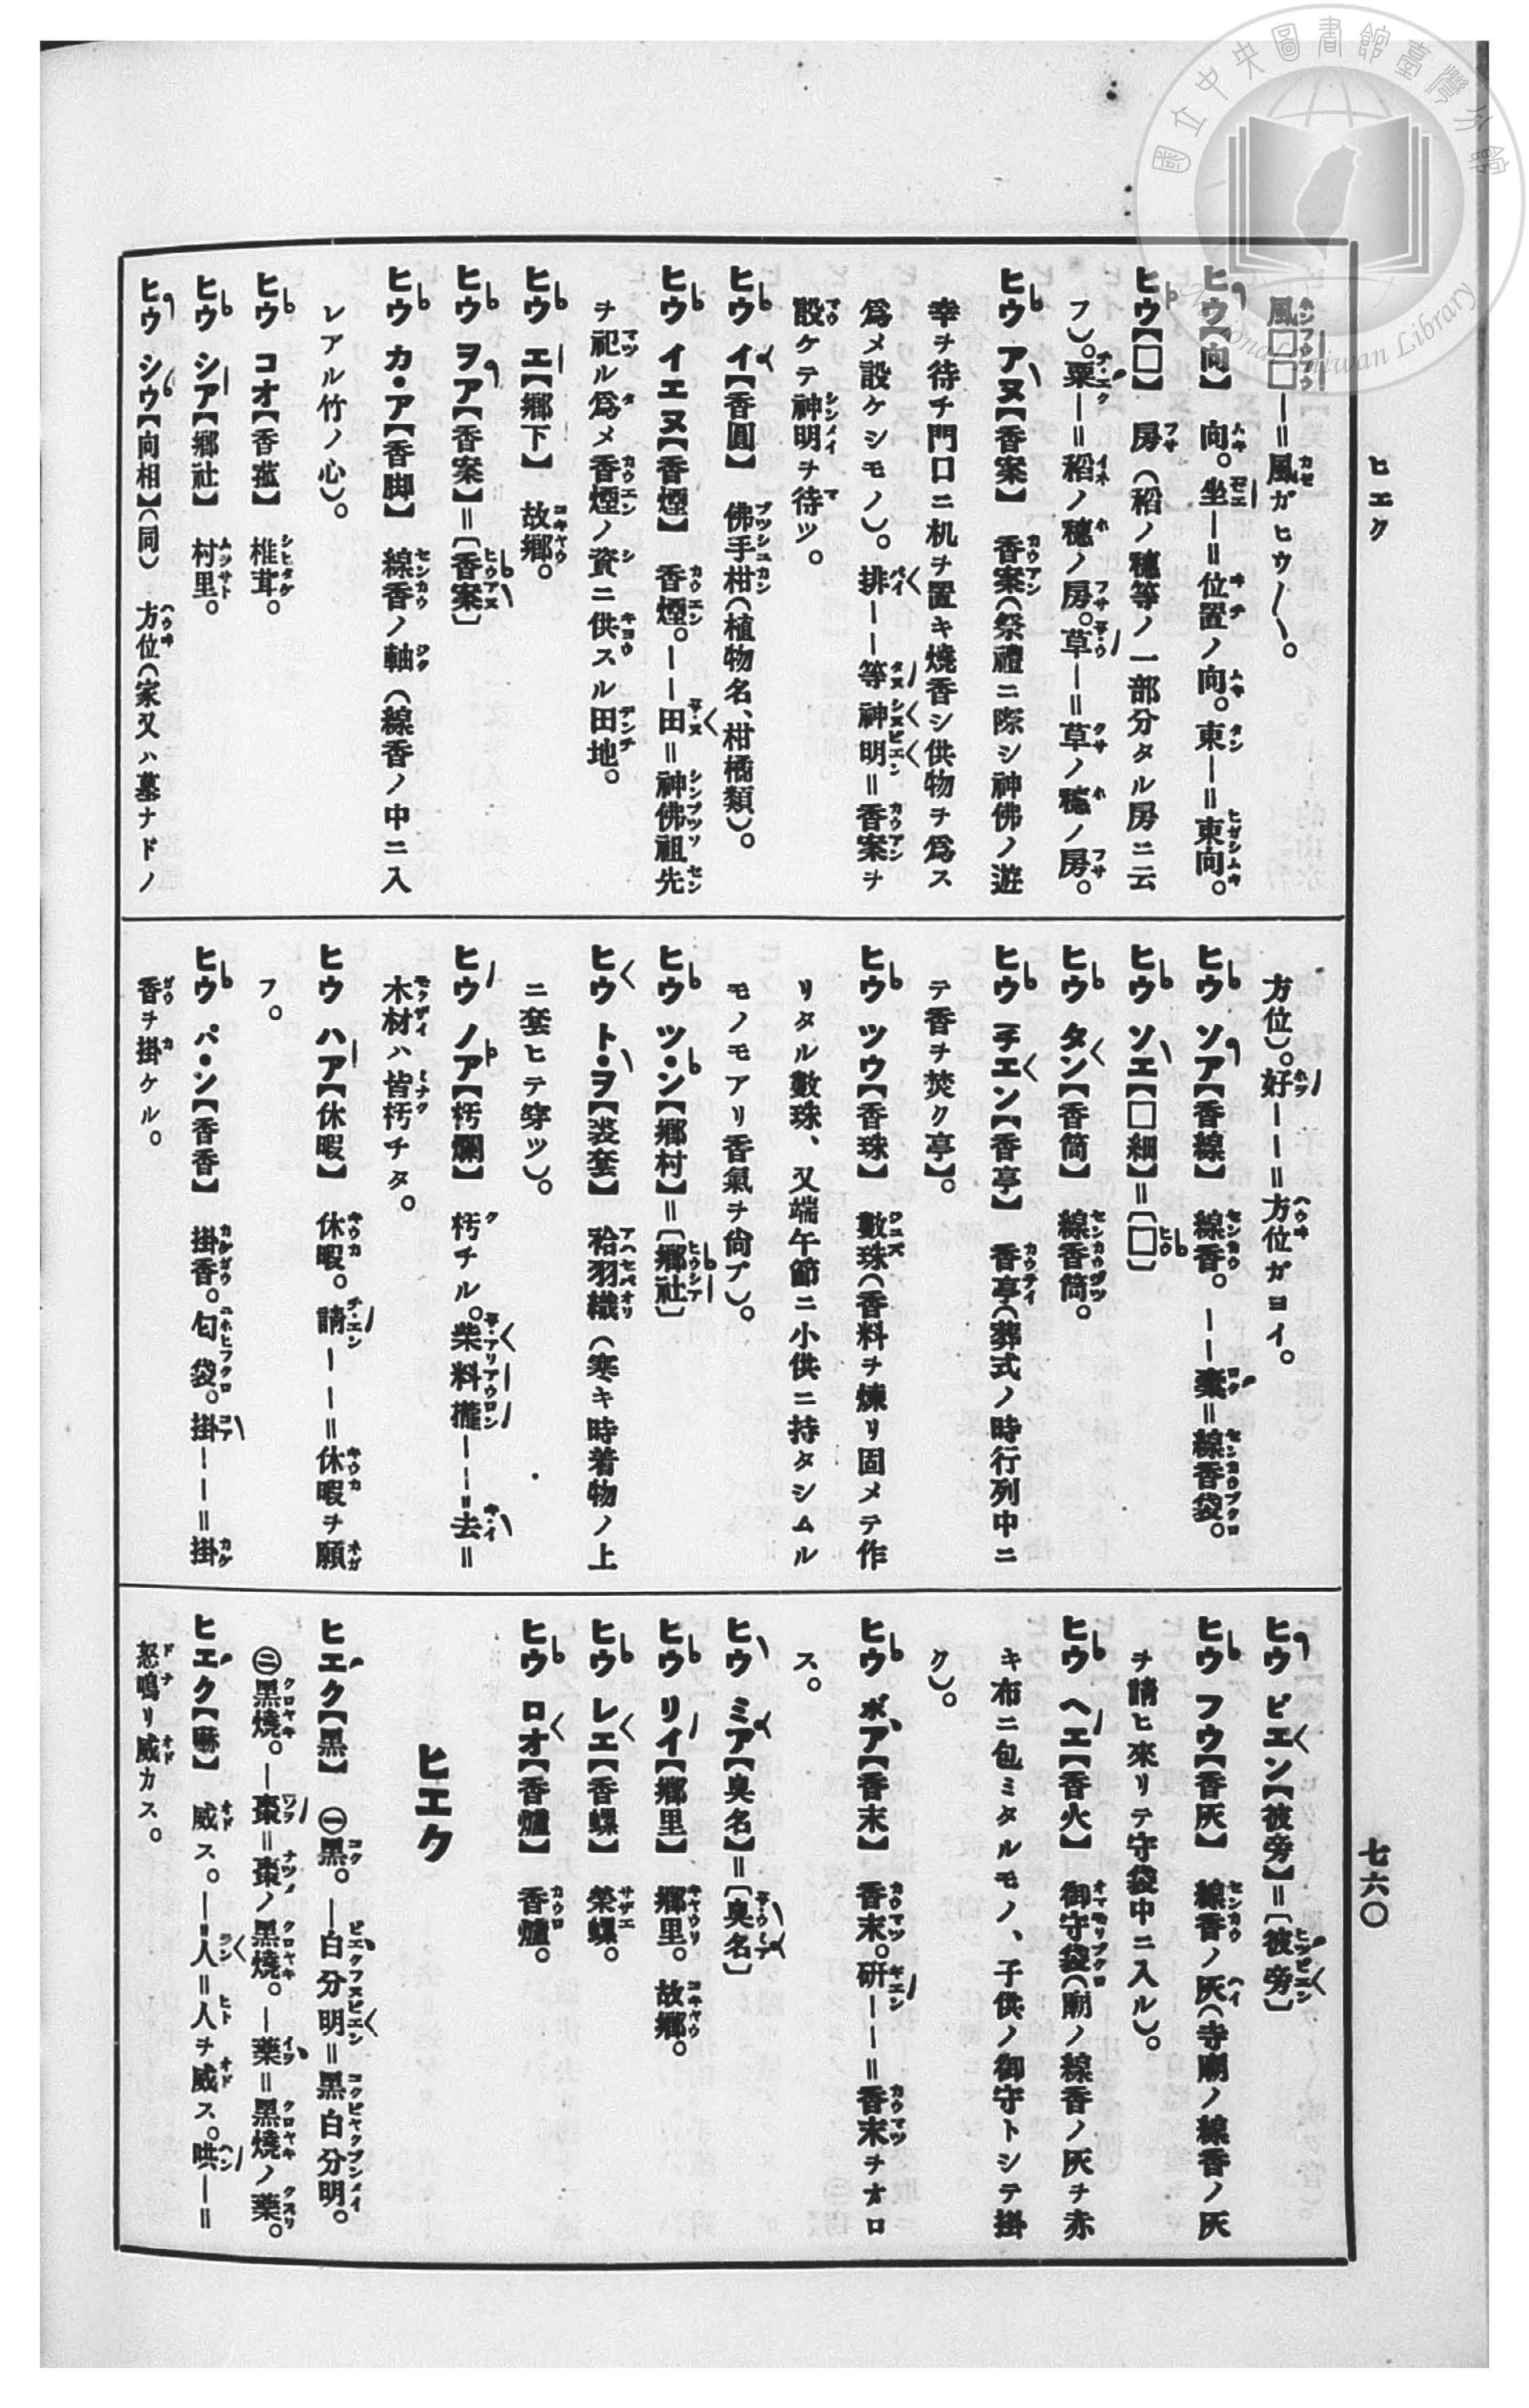 ヒエク
七六〇
風□□ー=風ガヒウ〱。
ヒウ【向】 向。坐ー=位置ノ向。東ー=東向。
ヒウ【□】 房（稻ノ穗等ノ一部分タル房ニ云
フ）。粟ー=稻ノ穗ノ房。草ー=草ノ穗ノ房。
ヒウ アヌ【香案】 香案（祭禮ニ際シ神佛ノ遊
幸ヲ待チ門口ニ机ヲ置キ燒香シ供物ヲ爲ス
爲メ設ケシモノ）。排ーー等神明=香案ヲ
設ケテ神明ヲ待ツ。
ヒウ イ【香圓】 佛手柑（植物名、柑橘類）。
ヒウ イエヌ【香煙】 香煙。ーー田=神佛祖先
ヲ祀ル爲メ香煙ノ資ニ供スル田地。
ヒウ エ【鄕下】 故鄕。
ヒウ ヲア【香案】=〔香案〕
ヒウ カ・ア【香脚】 線香ノ軸（線香ノ中ニ入
レアル竹ノ心）。
ヒウ コオ【香菰】 椎茸。
ヒウ シア【鄕社】 村里。
ヒウ シウ【向相】（同） 方位（家又ハ墓ナドノ
方位）。好ーー=方位ガヨイ。
ヒウ ソア【香線】 線香。ーー橐=線香袋。
ヒウ ソエ【□細】=〔□〕
ヒウ タン【香筒】 線香筒。
ヒウ チエン【香亭】 香亭（葬式ノ時行列中ニ
テ香ヲ焚ク亭】。
ヒウ ツウ【香珠】 數珠（香料ヲ煉リ固メテ作
リタル數珠、又端午節ニ小供ニ持タシムル
モノモアリ香氣ヲ尙ブ）。
ヒウ ツ・ン【鄕村】=〔鄕社〕
ヒウ ト・ヲ【裘套】 袷羽織（寒キ時着物ノ上
ニ套ヒテ穿ツ）。
ヒウ ノア【朽爛】 朽チル。柴料攏ーー=去=
木材ハ皆朽チタ。
ヒウ ハア【休暇】 休暇。請ーー=休暇ヲ願
フ。
ヒウ パ・ン【香香】 掛香。匂袋。掛ーー=掛
香ヲ掛ケル。
ヒウ ピエン【彼旁】=〔彼旁〕
ヒウ フウ【香灰】 線香ノ灰（寺廟ノ線香ノ灰
ヲ請ヒ來リテ守袋中ニ入ル）。
ヒウ ヘエ【香火】 御守袋（廟ノ線香ノ灰ヲ赤
キ布ニ包ミタルモノ、子供ノ御守トシテ掛
ク）。
ヒウ ボア【香末】 香末。硏ーー=香末ヲオロ
ス。
ヒウ ミア【臭名】=〔臭名〕
ヒウ リイ【鄕里】 鄕里。故鄕。
ヒウ レエ【香螺】 榮螺。
ヒウ ロオ【香爐】 香爐。
ヒエク
ヒエク【黑】 ㊀黑。ー白分明=黑白分明。
㊁黑燒。ー棗=棗ノ黑燒。ー藥=黑燒ノ藥。
ヒエク【嚇】 威ス。ー人=人ヲ威ス。哄ー=
怒鳴リ威カス。
國立中央圖書館臺灣分館
National Taiwan Library